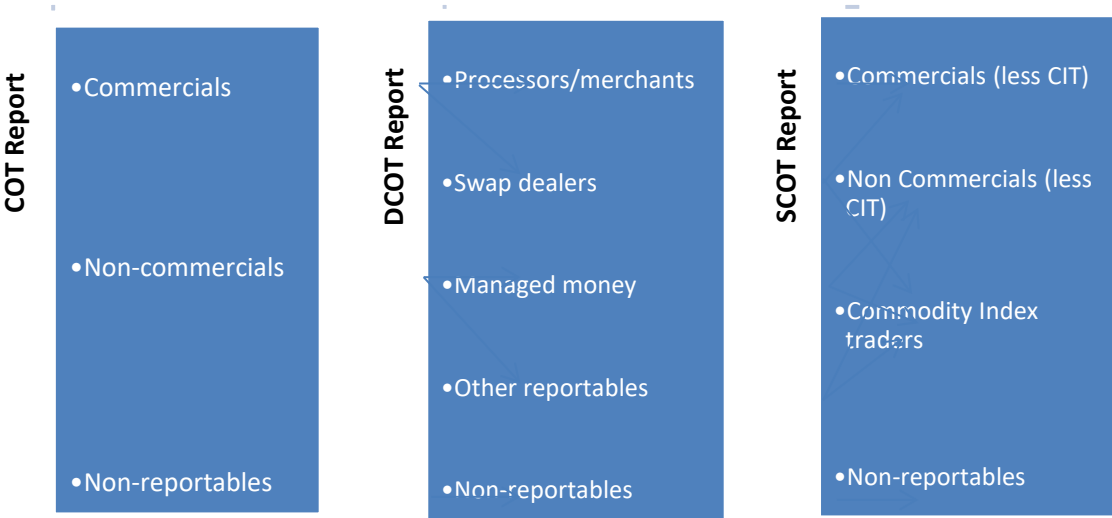 COT Report
•Commercials
•Non-commercials
•Non-reportables
DCOT Report
•Processors/merchants
•Swap dealers
•Managed money
•Other reportables
•Non-reportables
SCOT Report
•Commercials (less CIT)
•Non Commercials (less
CIT)
•Commodity Index
traders
•Non-reportables